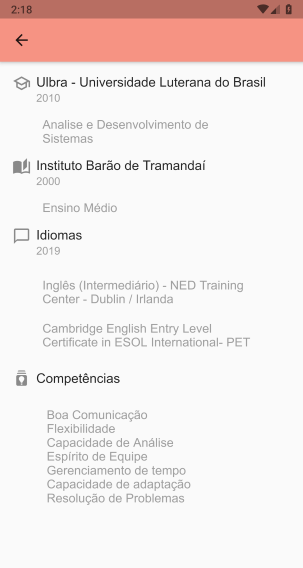 2:18
Ulbra - Universidade Luterana do Brasil
2010
Analise e Desenvolvimento de
Sistemas
Instituto Barão de Tramandaí
2000
Ensino Médio
Idiomas
2019
Inglês (Intermediário) - NED Training
Center - Dublin / Irlanda
Cambridge English Entry Level
Certificate in ESOL International- PET
Competências
Boa Comunicação
Flexibilidade
Capacidade de Análise
Espírito de Equipe
Gerenciamento de tempo
Capacidade de adaptação
Resolução de Problemas